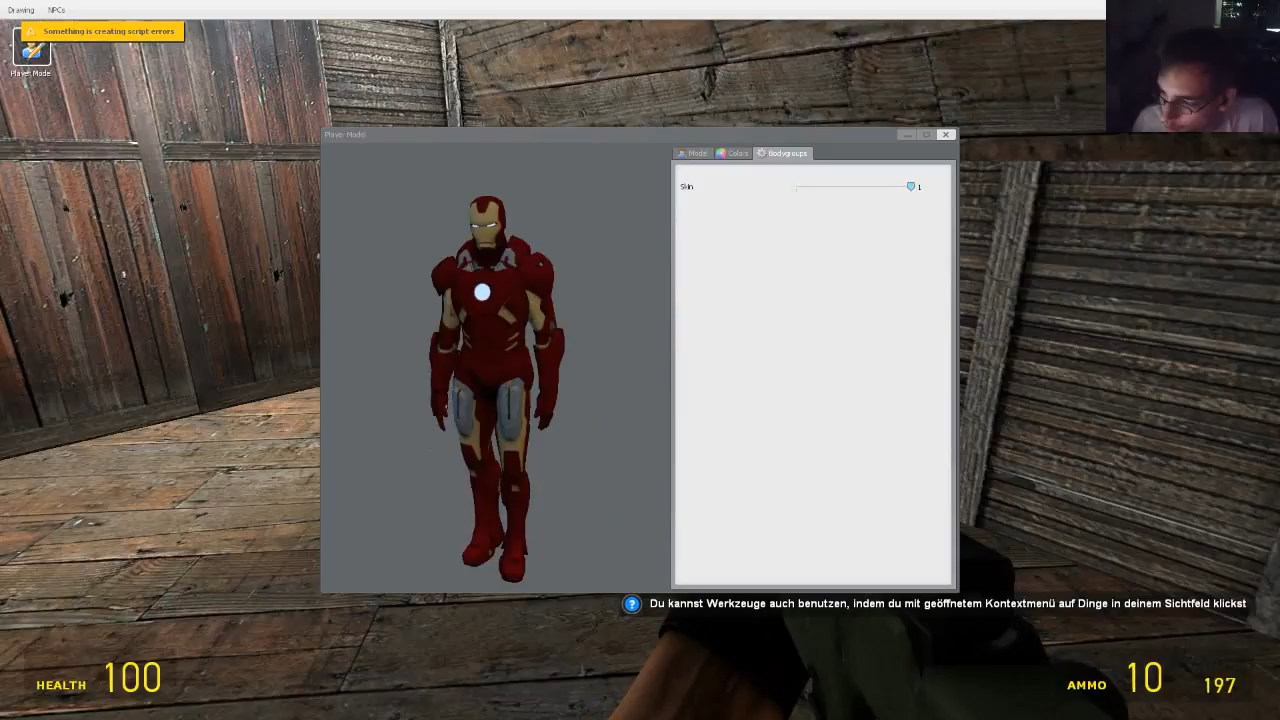 Drawing NPCs
Something is creating script errors
Player Mode
Player Model
Model Colors Bodygroups
Skin 1
Du kannst Werkzeuge auch benutzen, indem du mit geöffnetem Kontextmenü auf Dinge in deinem Sichtfeld klickst
HEALTH 100
AMMO 10 197